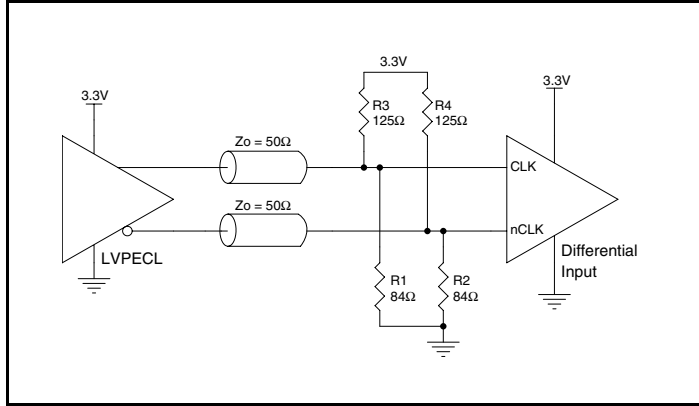 3.3V
3.3V
3.3V
R3
125Ω
R4
125Ω
Zo = 50Ω
CLK
Zo = 50Ω
nCLK
LVPECL
Differential
Input
R1
84Ω
R2
84Ω